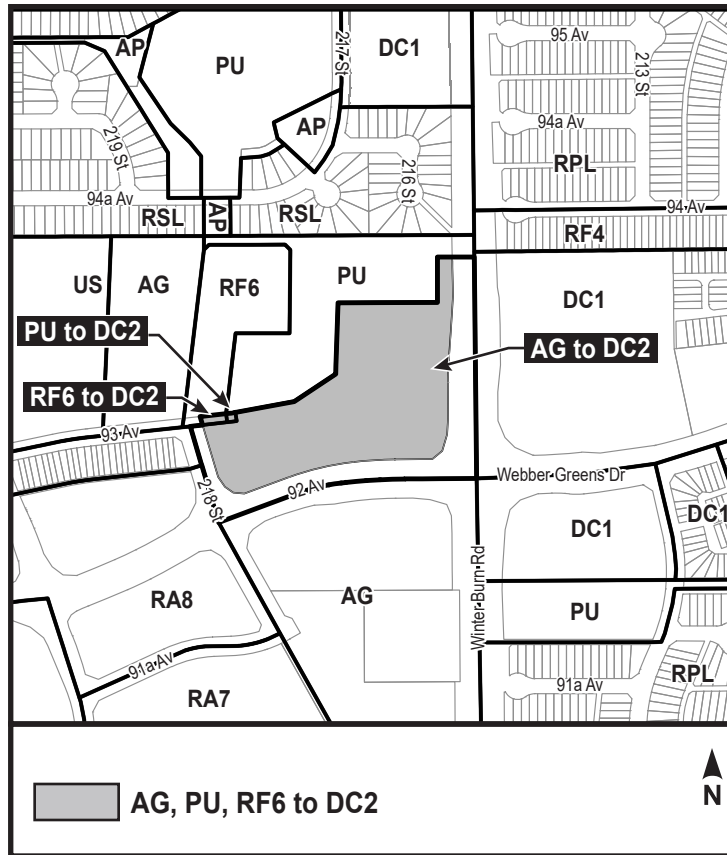 AP
PU
217 St
DC1
95 Av
213 St
AP
94a Av
219 St
216 St
RPL
94a Av
RSL
AP
RSL
94 Av
RF4
US
AG
RF6
PU
DC1
PU to DC2
AG to DC2
RF6 to DC2
93 Av
218 St
92 Av
Webber Greens Dr
DC1
DC1
Winter Burn Rd
RA8
AG
PU
91a Av
RA7
91a Av
RPL
AG, PU, RF6 to DC2
N